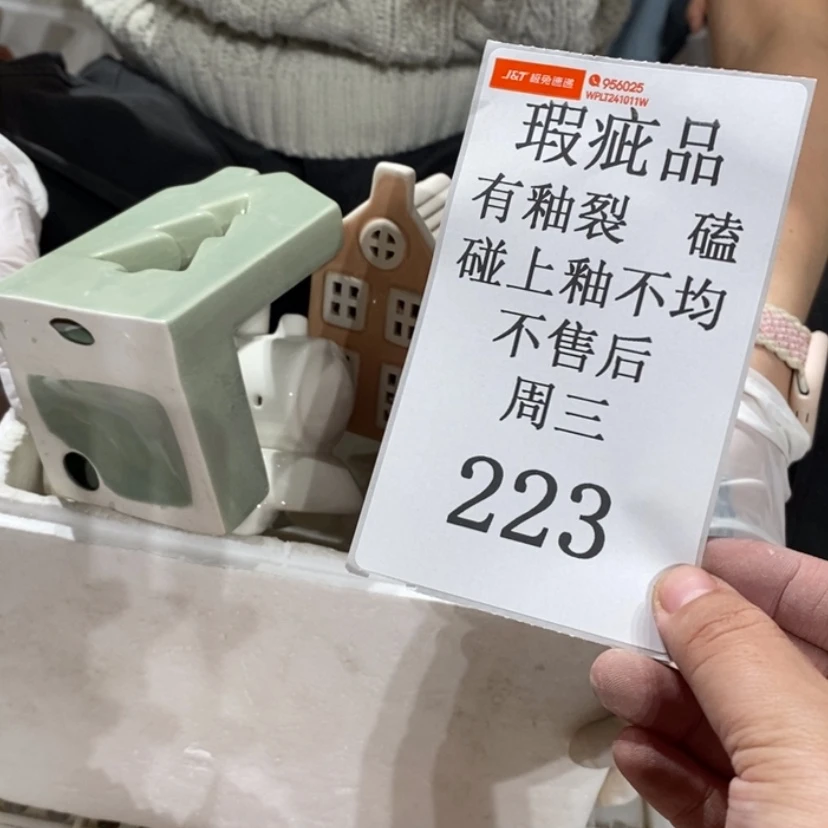 J&T 极兔速递 956025
WPLT241011W
瑕疵品
有釉裂 磕
碰上釉不均
不售后
周三
223